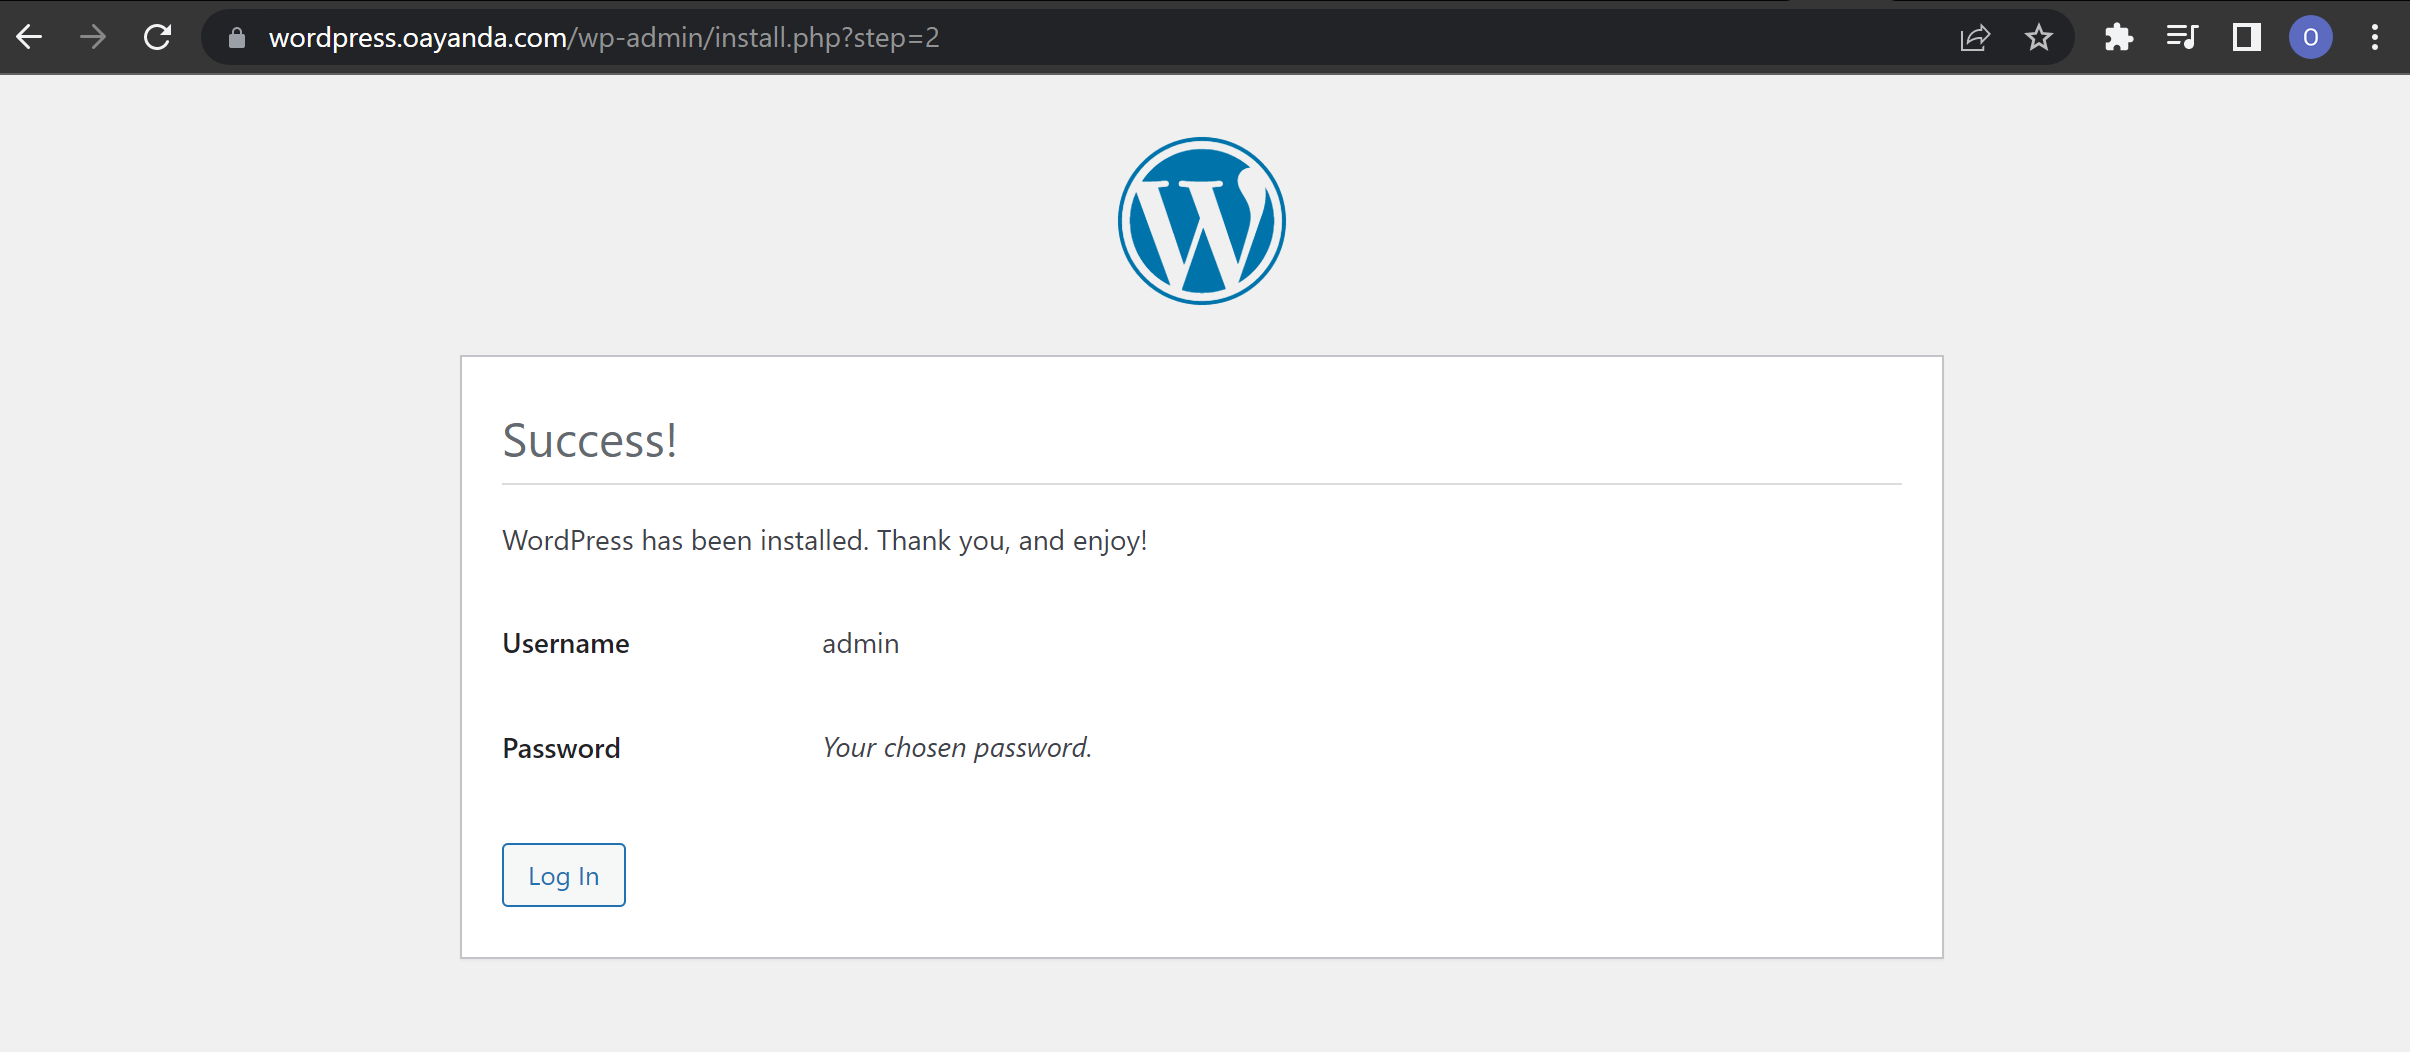 wordpress.oayanda.com/wp-admin/install.php?step=2
O
Success!
WordPress has been installed. Thank you, and enjoy!
Username admin
Password Your chosen password.
Log In